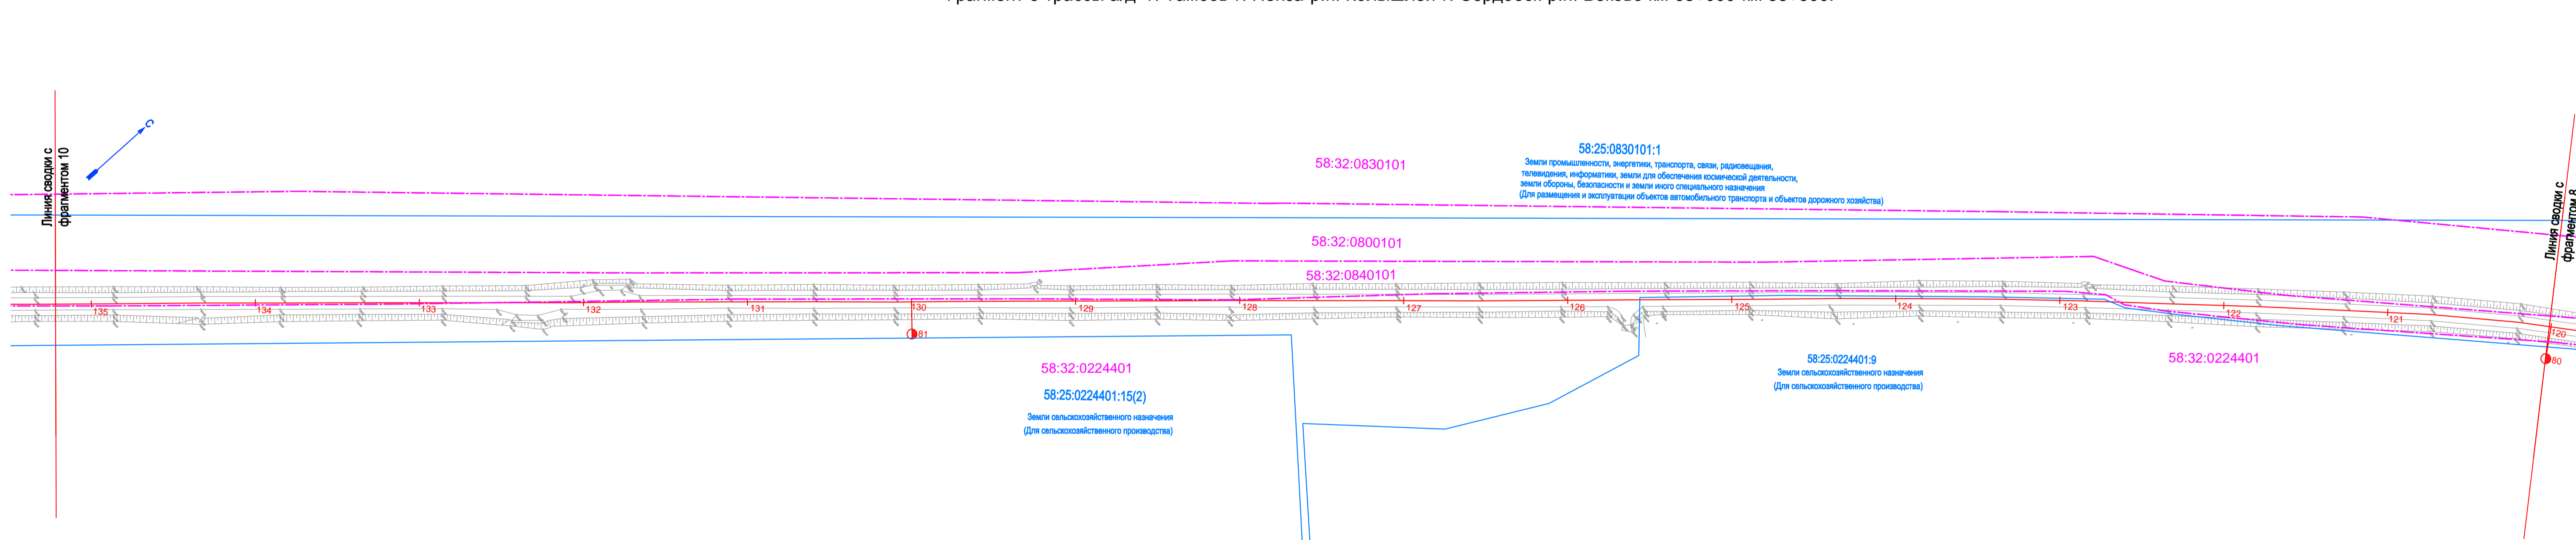 Линия сводки с
фрагментом 10
С
58:32:0830101
58:25:0830101:1
Земли промышленности, энергетики, транспорта, связи, радиовещания,
телевидения, информатики, земли для обеспечения космической деятельности,
земли обороны, безопасности и земли иного специального назначения
(Для размещения и эксплуатации объектов автомобильного транспорта и объектов дорожного хозяйства)
Линия сводки с
фрагментом 8
58:32:0800101
58:32:0840101
135
134
133
132
131
130
129
128
127
126
125
124
123
122
121
120
81
80
58:32:0224401
58:25:0224401:15(2)
Земли сельскохозяйственного назначения
(Для сельскохозяйственного производства)
58:25:0224401:9
Земли сельскохозяйственного назначения
(Для сельскохозяйственного производства)
58:32:0224401